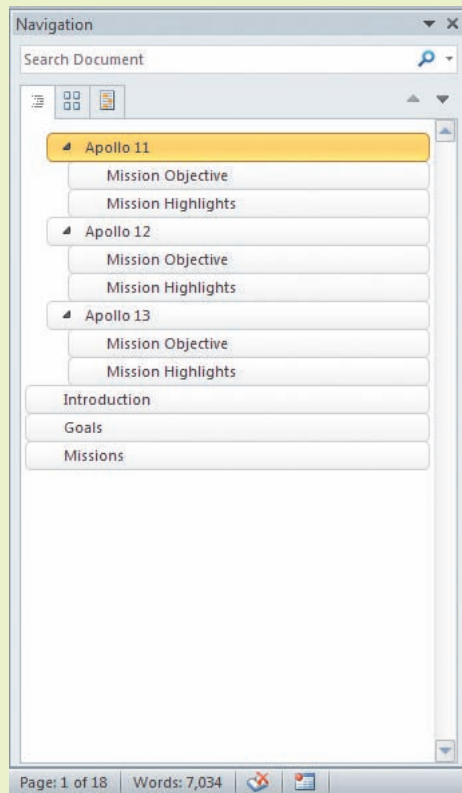 Navigation
Search Document
Apollo 11
Mission Objective
Mission Highlights
Apollo 12
Mission Objective
Mission Highlights
Apollo 13
Mission Objective
Mission Highlights
Introduction
Goals
Missions
Page: 1 of 18 Words: 7,034